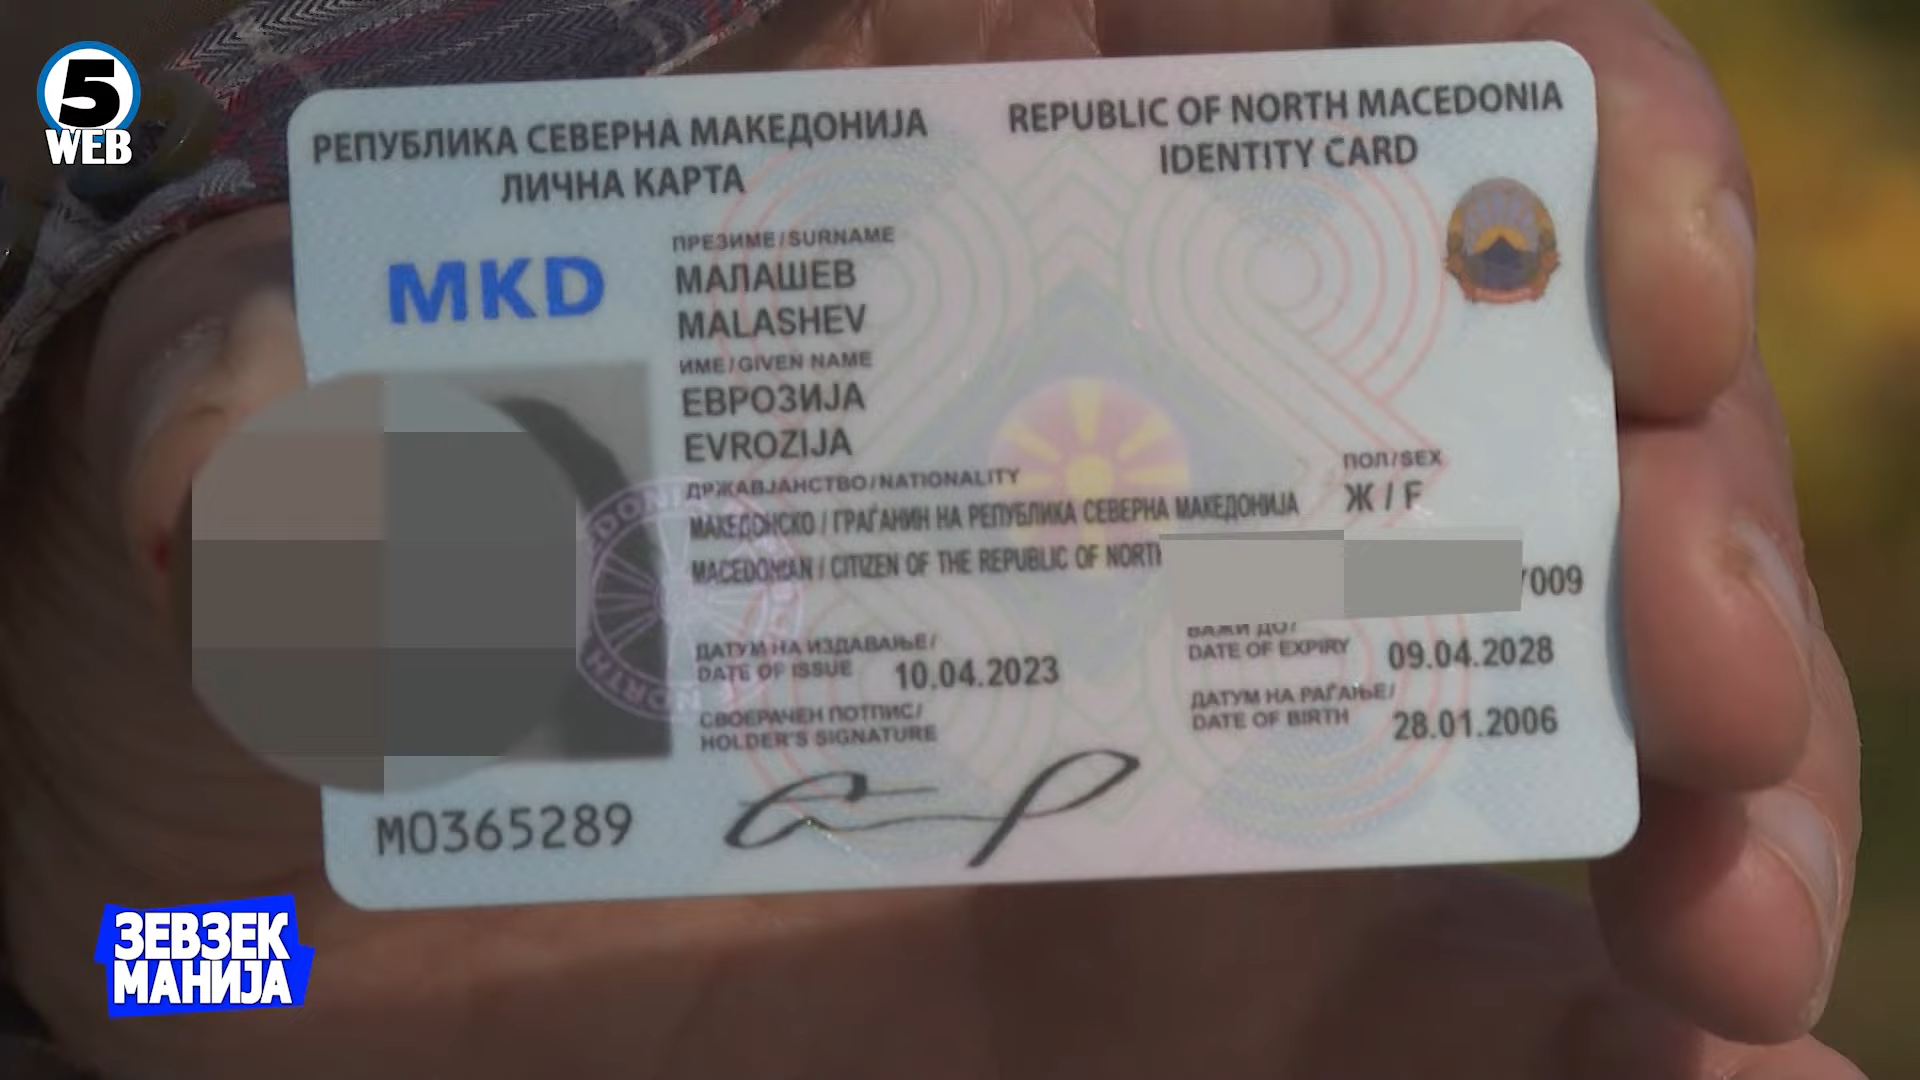 5
WEB
РЕПУБЛИКА СЕВЕРНА МАКЕДОНИЈА
ЛИЧНА КАРТА
REPUBLIC OF NORTH MACEDONIA
IDENTITY CARD
MKD
ПРЕЗИМЕ/SURNAME
МАЛАШЕВ
MALASHEV
ИМЕ/GIVEN NAME
ЕВРОЗИЈА
EVROZIJA
ДРЖАВЈАНСТВО/NATIONALITY
МАКЕДОНСКО / ГРАЃАНИН НА РЕПУБЛИКА СЕВЕРНА МАКЕДОНИЈА
MACEDONIAN / CITIZEN OF THE REPUBLIC OF NORTH
ПОЛ/SEX
Ж / F
009
ДАТУМ НА ИЗДАВАЊЕ/
DATE OF ISSUE 10.04.2023
ВАЖИ ДО/
DATE OF EXPIRY 09.04.2028
ДАТУМ НА РАЃАЊЕ/
DATE OF BIRTH 28.01.2006
СВОЕРАЧЕН ПОТПИС/
HOLDER'S SIGNATURE
M0365289
ЗЕВЗЕК
МАНИЈА